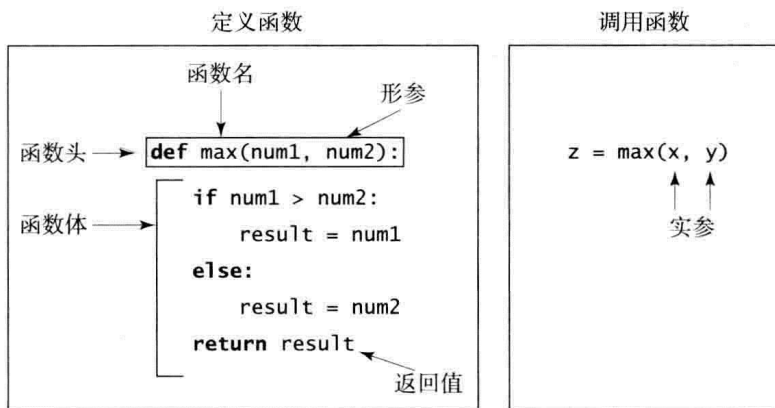 定义函数
调用函数
函数名
形参
函数头
def max(num1, num2):
函数体
if num1 > num2:
result = num1
else:
result = num2
return result
返回值
z = max(x, y)
实参